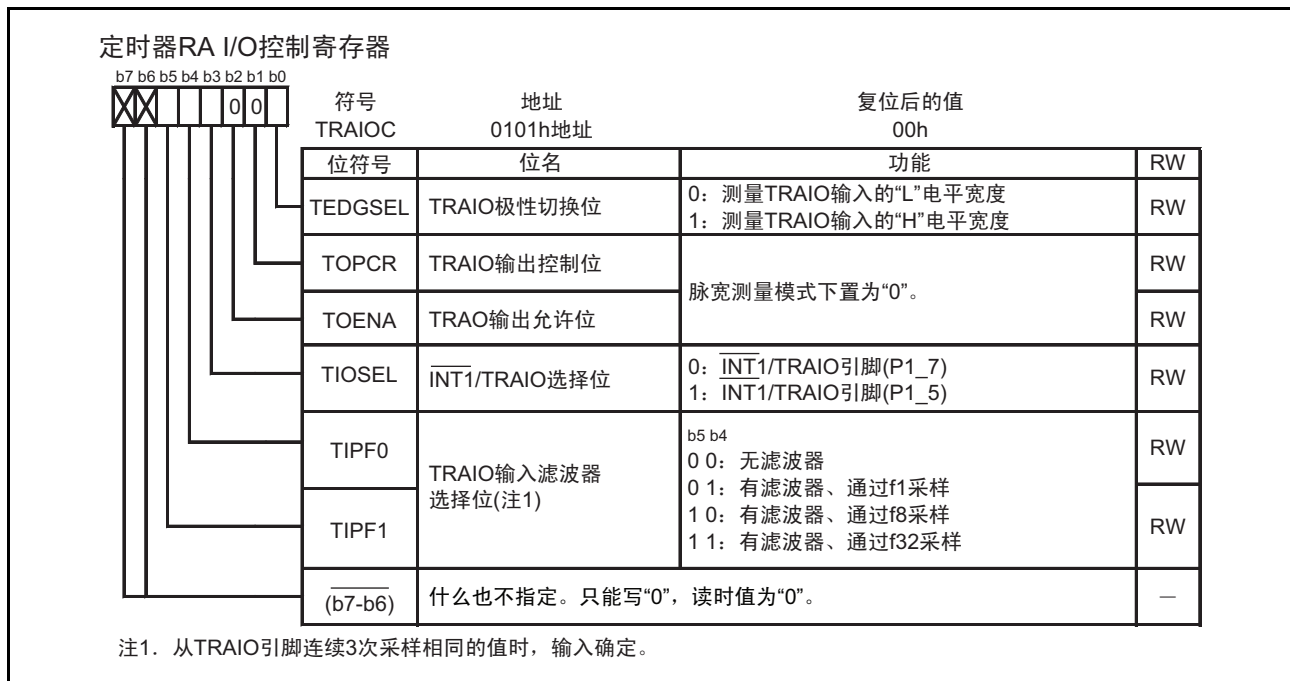 定时器RA I/O控制寄存器
b7 b6 b5 b4 b3 b2 b1 b0
0 0
符号 地址 复位后的值
TRAIOC 0101h地址 00h
位符号 位名 功能 RW
TEDGSEL TRAIO极性切换位 0：测量TRAIO输入的“L”电平宽度
1：测量TRAIO输入的“H”电平宽度 RW
TOPCR TRAIO输出控制位 RW
脉宽测量模式下置为“0”。
TOENA TRAO输出允许位 RW
TIOSEL INT1/TRAIO选择位 0：INT1/TRAIO引脚(P1_7)
1：INT1/TRAIO引脚(P1_5) RW
TIPF0 TRAIO输入滤波器
选择位(注1) b5 b4
0 0：无滤波器 RW
0 1：有滤波器、通过f1采样
TIPF1 1 0：有滤波器、通过f8采样 RW
1 1：有滤波器、通过f32采样
(b7-b6) 什么也不指定。只能写“0”，读时值为“0”。 —
注1. 从TRAIO引脚连续3次采样相同的值时，输入确定。